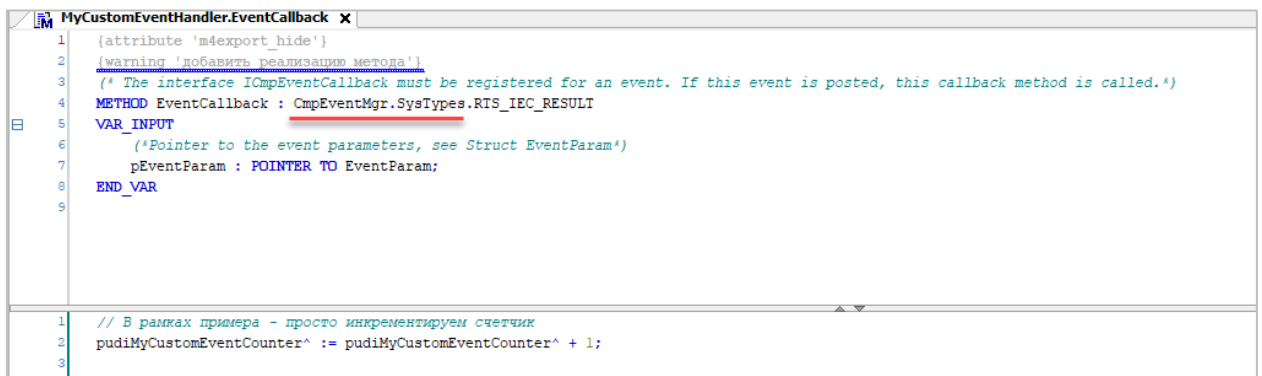 MyCustomEventHandler.EventCallback X
1 {attribute 'm4export_hide'}
2 {warning 'добавить реализацию метода'}
3 (* The interface ICmpEventCallback must be registered for an event. If this event is posted, this callback method is called.*)
4 METHOD EventCallback : CmpEventMgr.SysTypes.RTS_IEC_RESULT
5 VAR_INPUT
6 (*Pointer to the event parameters, see Struct EventParam*)
7 pEventParam : POINTER TO EventParam;
8 END_VAR
9
1 // В рамках примера - просто инкрементируем счетчик
2 pudiMyCustomEventCounter^ := pudiMyCustomEventCounter^ + 1;
3